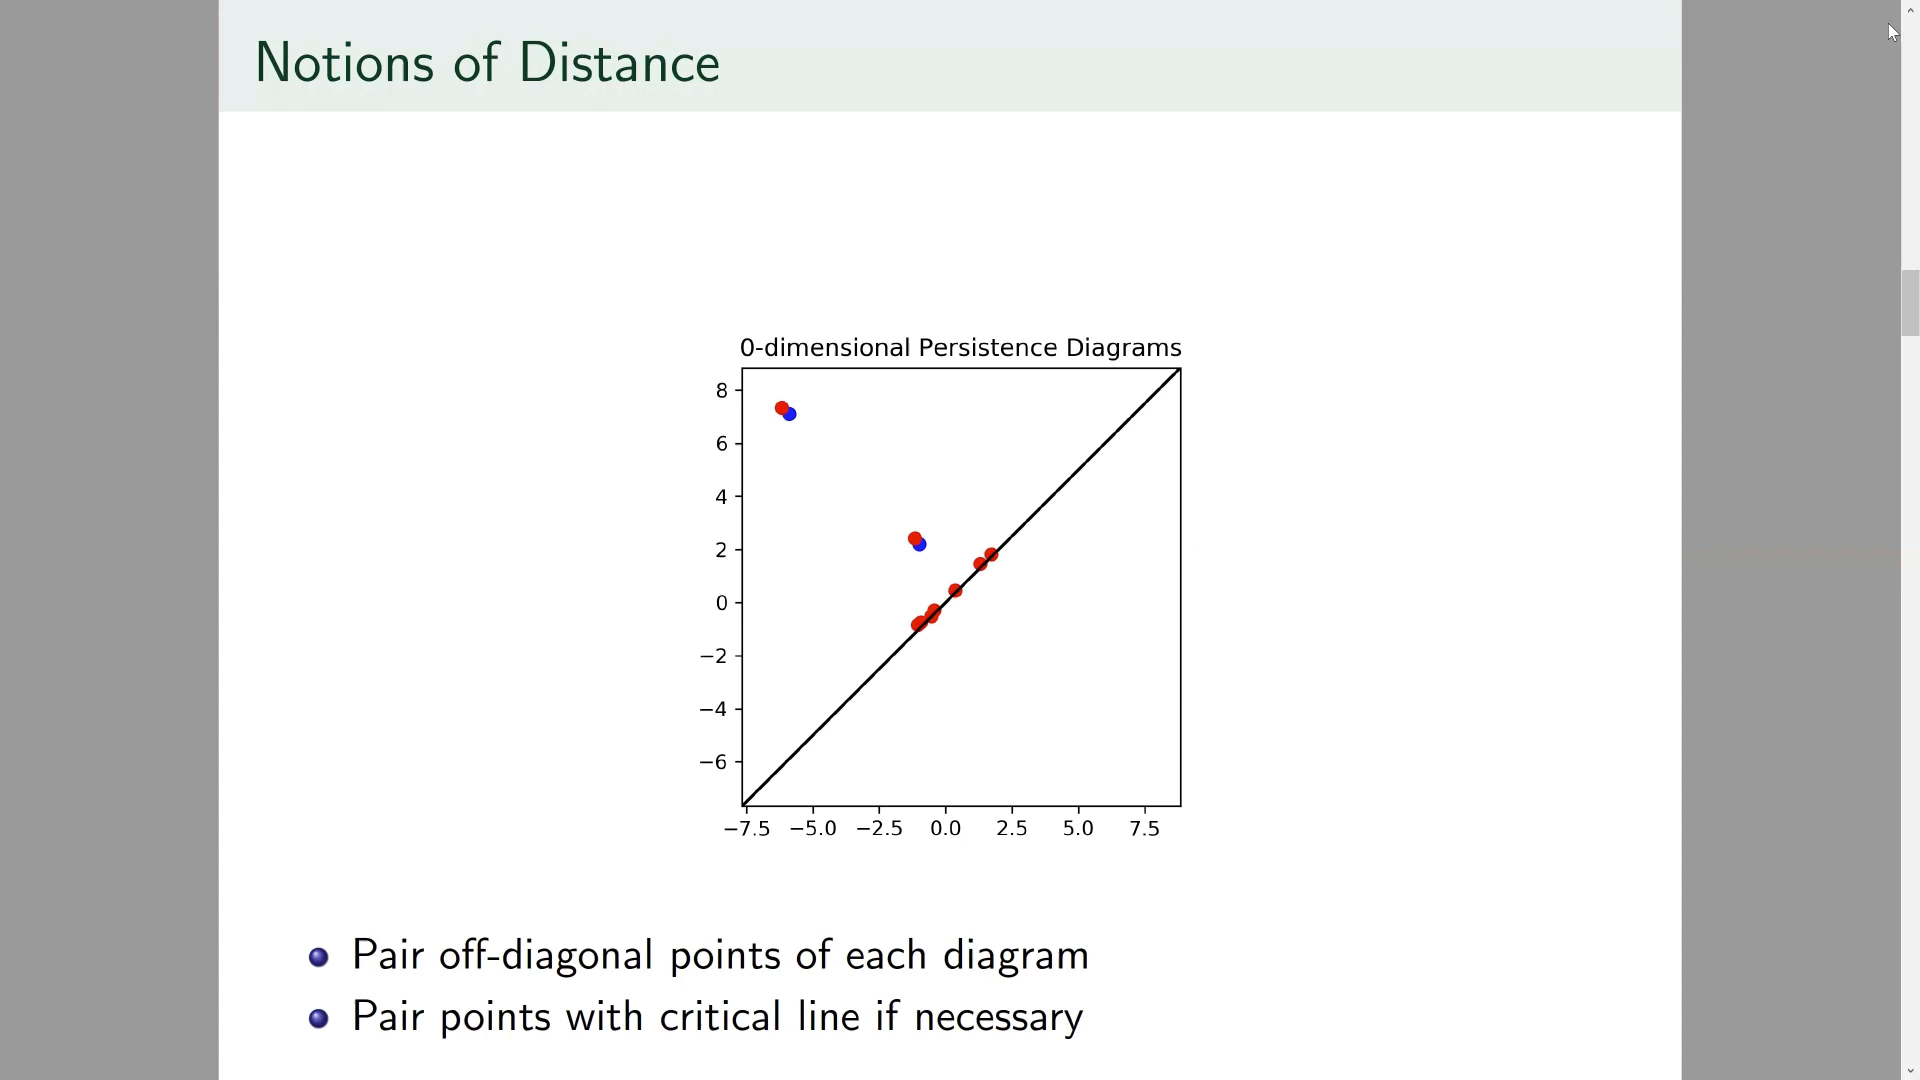 Notions of Distance
0-dimensional Persistence Diagrams
8
6
4
2
0
−2
−4
−6
−7.5 −5.0 −2.5 0.0 2.5 5.0 7.5
Pair off-diagonal points of each diagram
Pair points with critical line if necessary